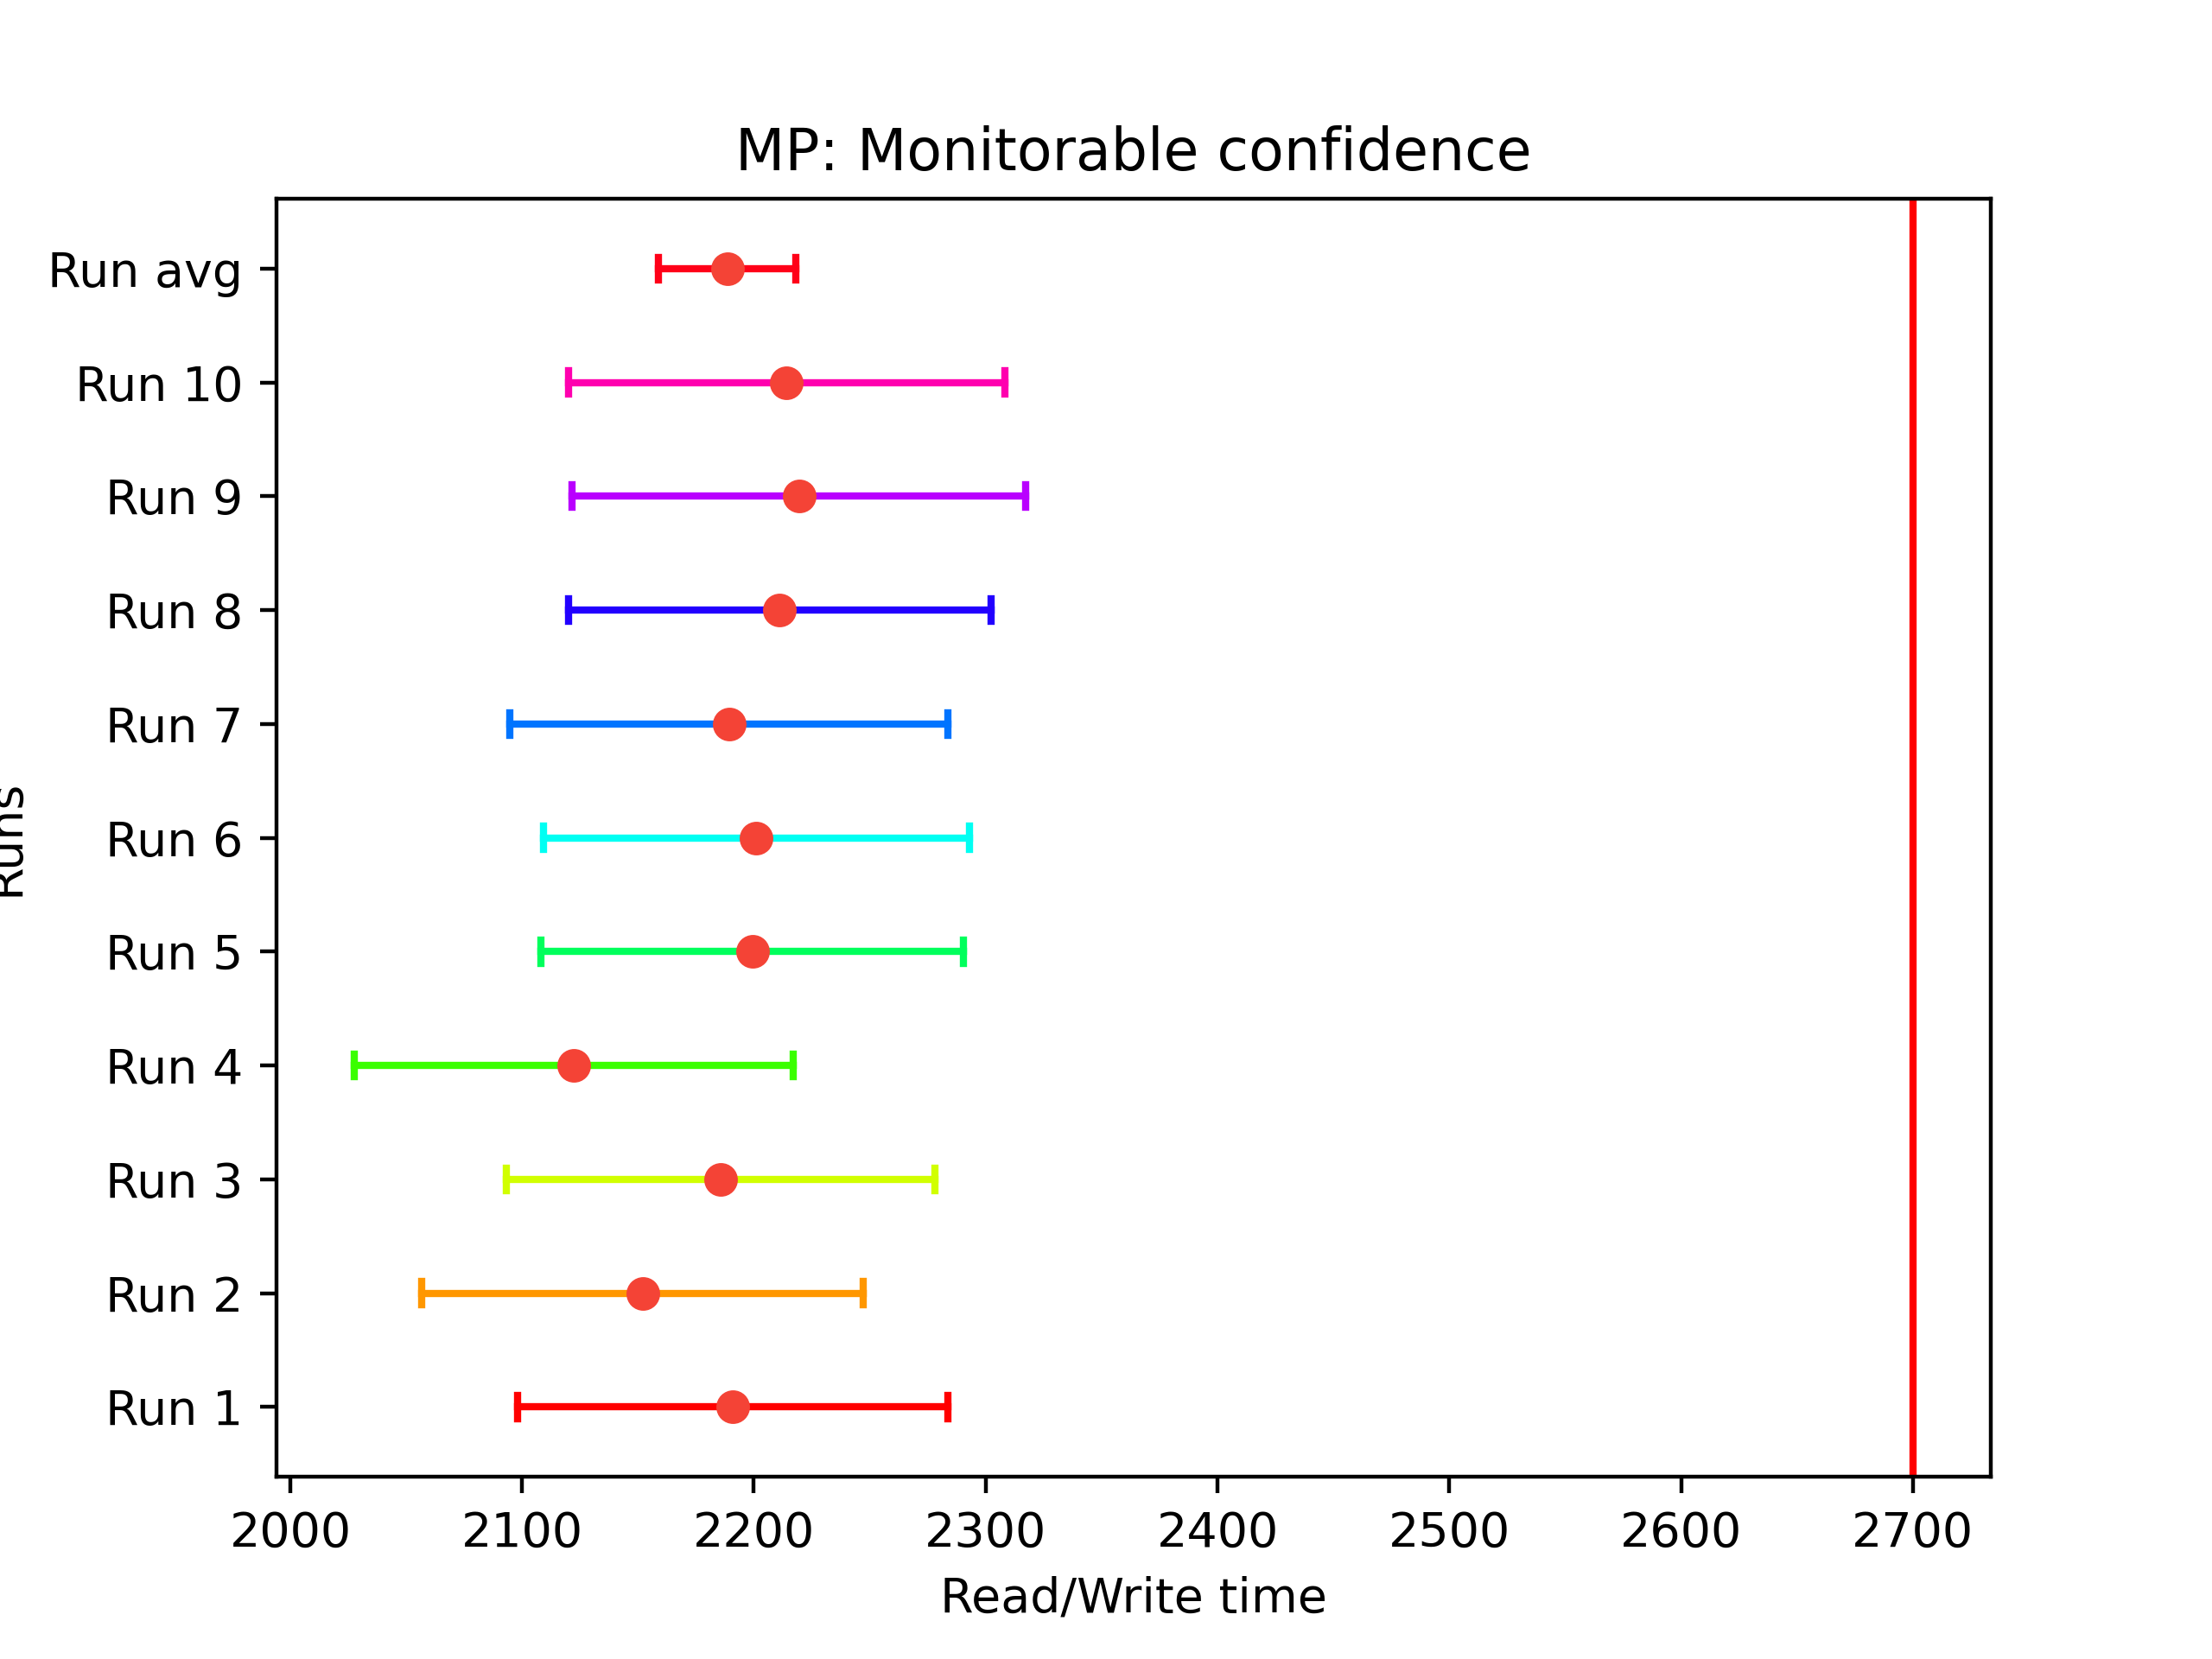 MP: Monitorable confidence
Run avg
Run 10
Run 9
Run 8
Run 7
Run 6
Run 5
Run 4
Run 3
Run 2
Run 1
Runs
2000 2100 2200 2300 2400 2500 2600 2700
Read/Write time